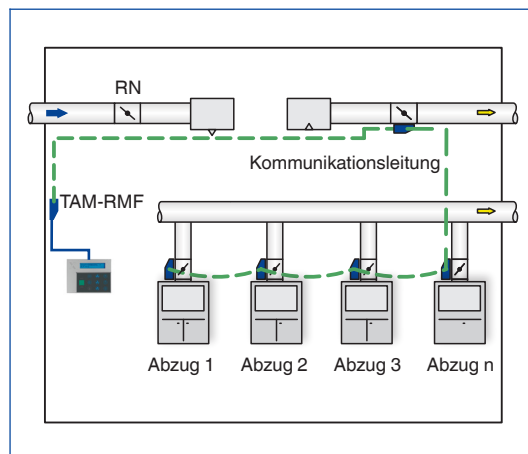 RN
Kommunikationsleitung
TAM-RMF
Abzug 1
Abzug 2
Abzug 3
Abzug n